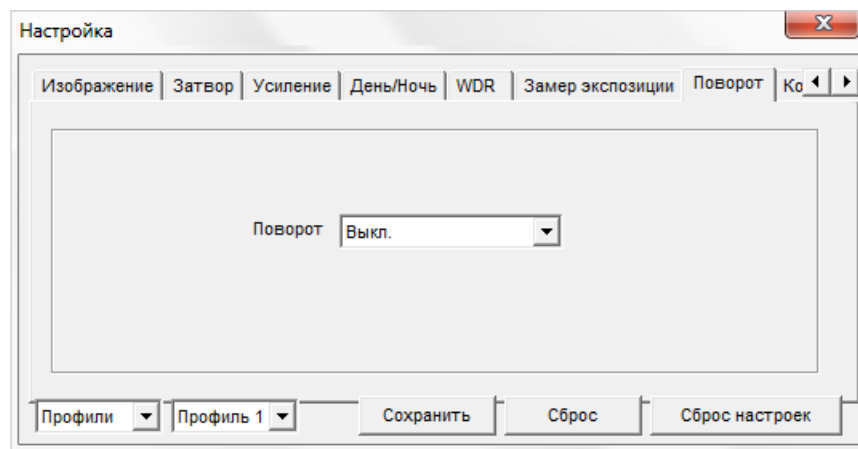 Настройка
Изображение Затвор Усиление День/Ночь WDR Замер экспозиции Поворот Ко
Поворот Выкл.
Профили Профиль 1 Сохранить Сброс Сброс настроек